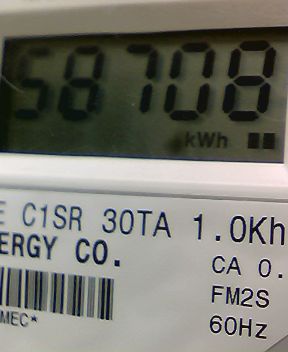 58708
kWh
E C1SR 30TA 1.0Kh
ERGY CO.
CA 0.
FM2S
MEC*
60Hz